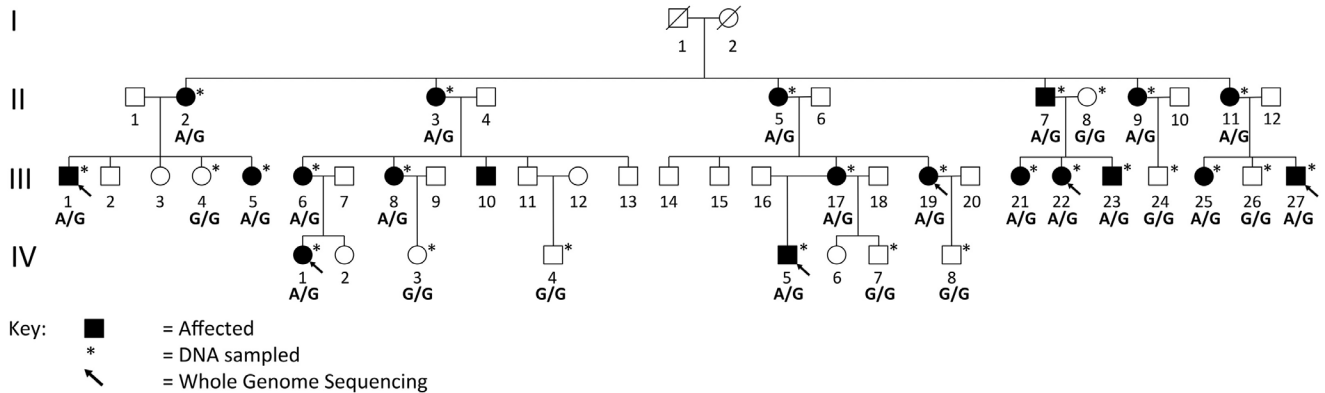 I
1 2
II
1 2 3 4 5 6 7 8 9 10 11 12
* * * * * * *
A/G A/G A/G A/G G/G A/G A/G
III
* * * * * * * * * * * * * *
1 2 3 4 5 6 7 8 9 10 11 12 13 14 15 16 17 18 19 20 21 22 23 24 25 26 27
A/G G/G A/G A/G A/G A/G A/G A/G A/G A/G G/G A/G G/G A/G
IV
* * * * * *
1 2 3 4 5 6 7 8
A/G G/G G/G A/G G/G G/G
Key: = Affected
* = DNA sampled
= Whole Genome Sequencing